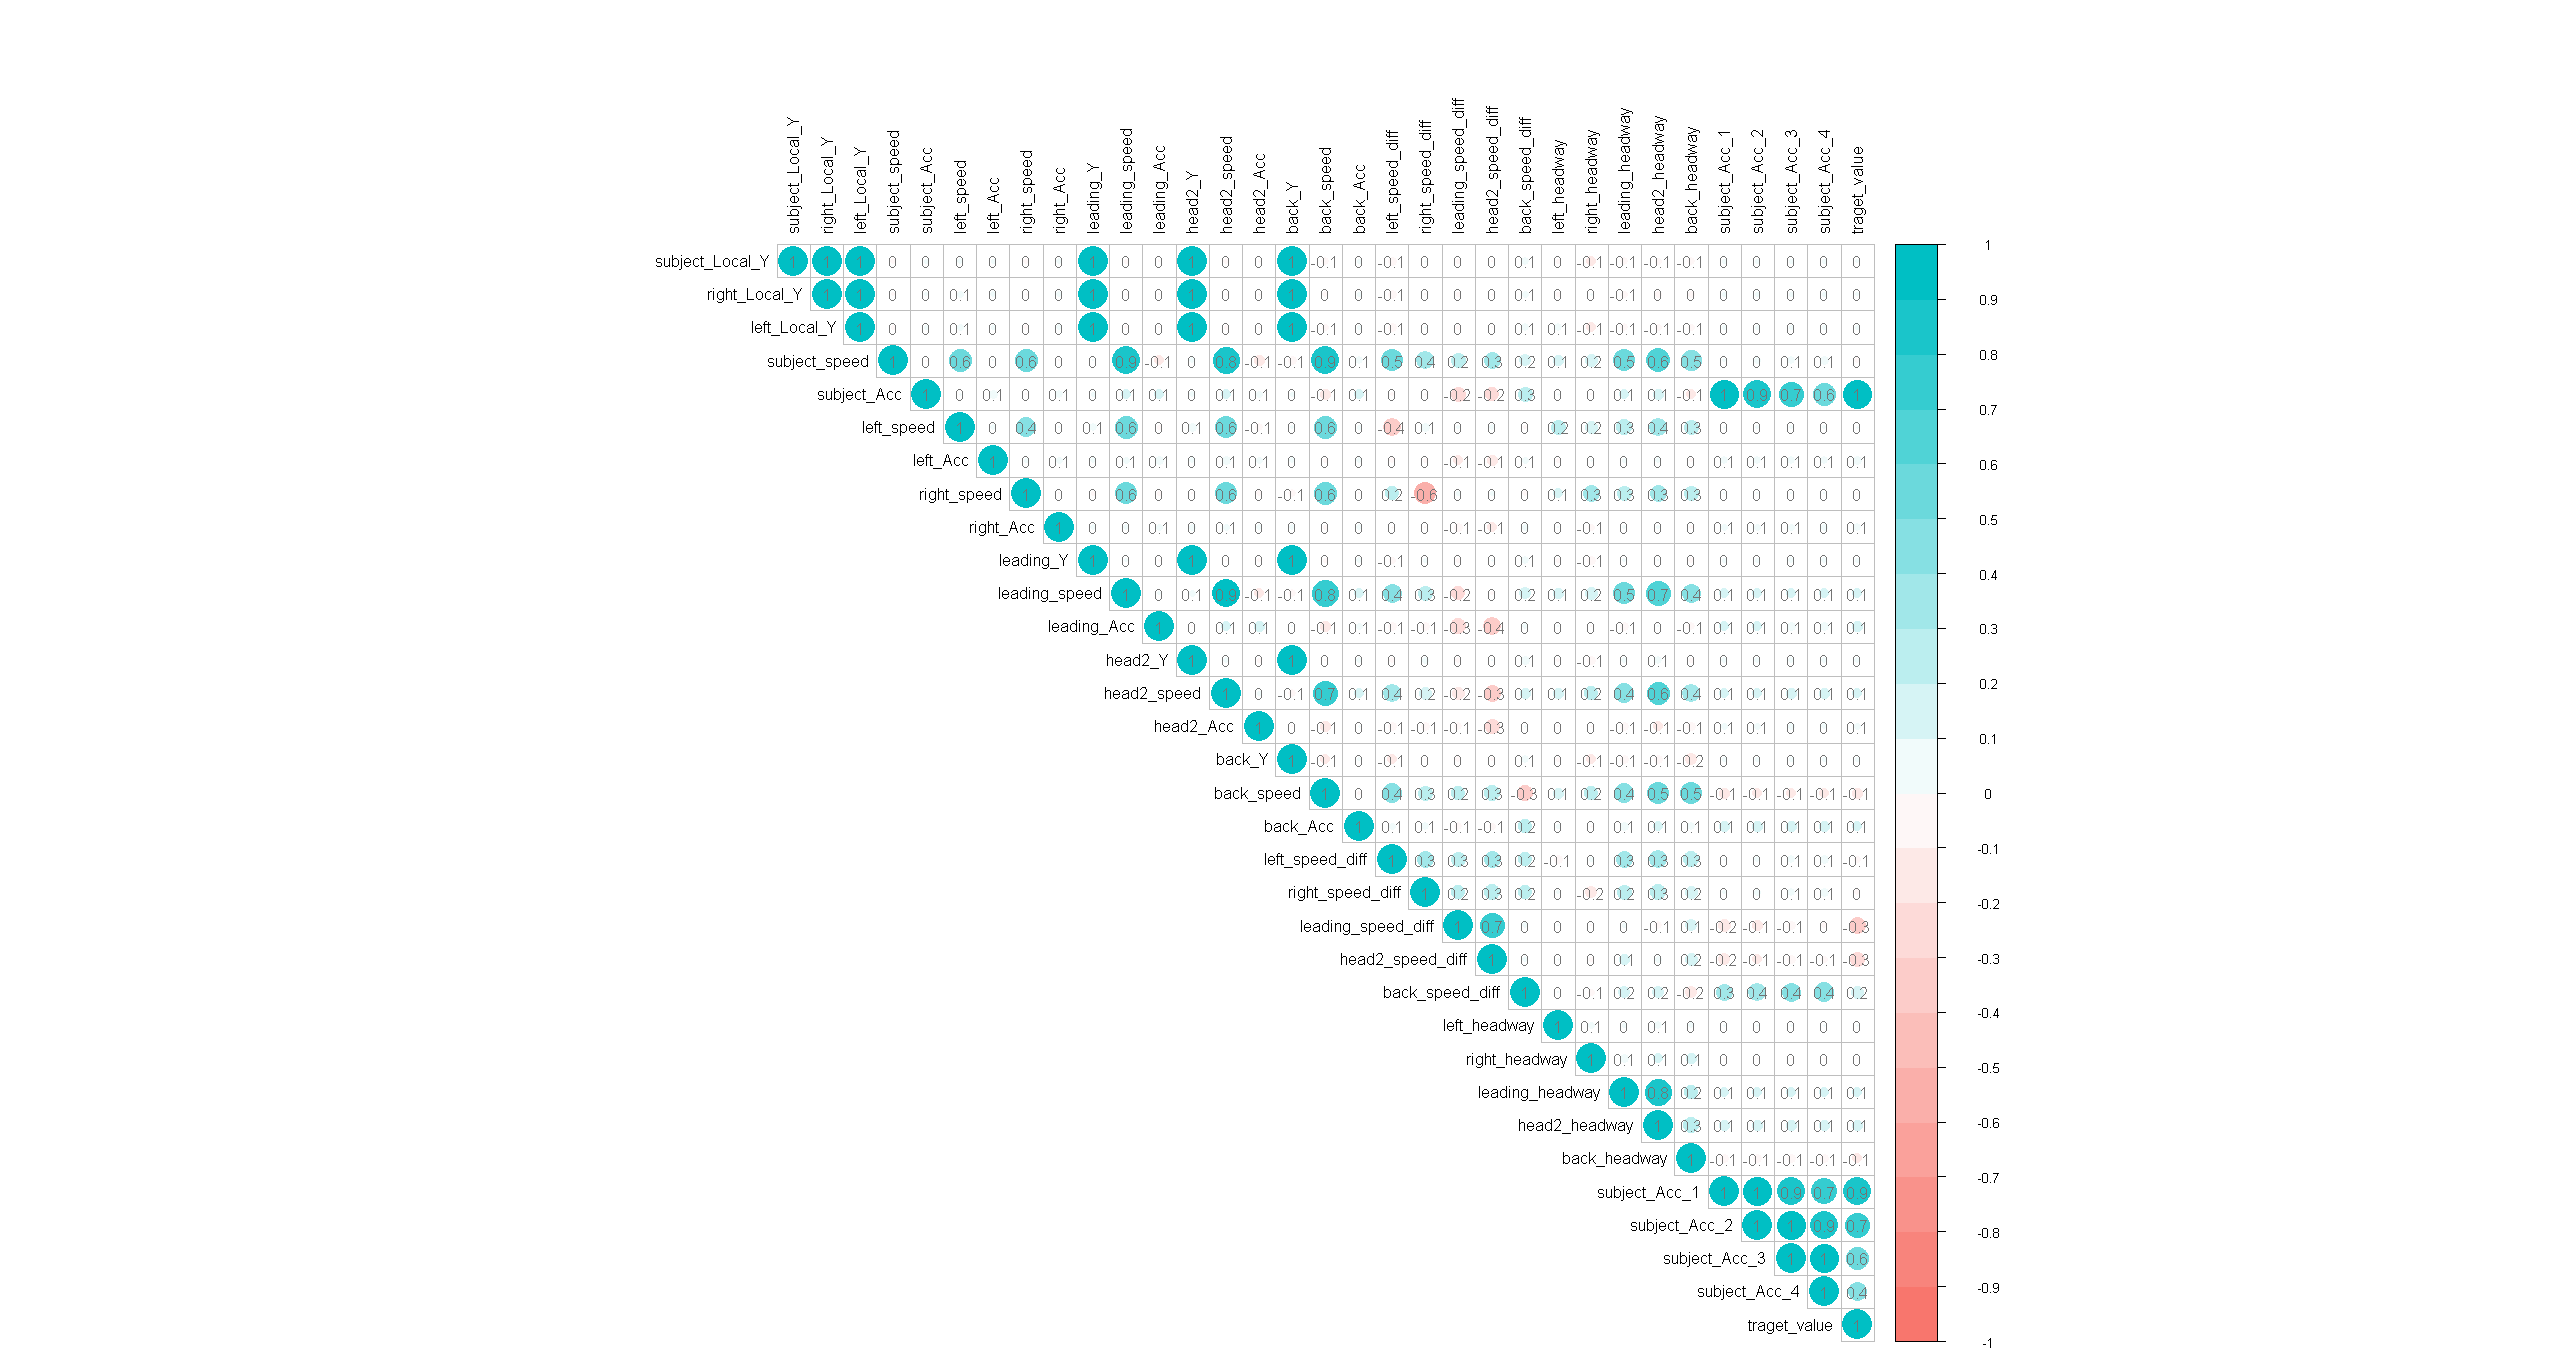 subject_Local_Y right_Local_Y left_Local_Y subject_speed subject_Acc left_speed left_Acc right_speed right_Acc leading_Y leading_speed leading_Acc head2_Y head2_speed head2_Acc back_Y back_speed back_Acc left_speed_diff right_speed_diff leading_speed_diff head2_speed_diff back_speed_diff left_headway right_headway leading_headway head2_headway back_headway subject_Acc_1 subject_Acc_2 subject_Acc_3 subject_Acc_4 traget_value
subject_Local_Y 1 1 1 0 0 0 0 0 0 1 0 0 1 0 0 1 -0.1 0 -0.1 0 0 0 0.1 0 -0.1 -0.1 -0.1 -0.1 0 0 0 0 0
right_Local_Y 1 1 0 0 0.1 0 0 0 1 0 0 1 0 0 1 0 0 -0.1 0 0 0 0.1 0 0 -0.1 0 0 0 0 0 0 0
left_Local_Y 1 0 0 0.1 0 0 0 1 0 0 1 0 0 1 -0.1 0 -0.1 0 0 0 0.1 0.1 -0.1 -0.1 -0.1 -0.1 0 0 0 0 0
subject_speed 1 0 0.6 0 0.6 0 0 0.9 -0.1 0 0.8 -0.1 -0.1 0.9 0.1 0.5 0.4 0.2 0.3 0.2 0.1 0.2 0.5 0.6 0.5 0 0 0.1 0.1 0
subject_Acc 1 0 0.1 0 0.1 0 0.1 0.1 0 0.1 0.1 0 -0.1 0.1 0 0 -0.2 -0.2 0.3 0 0 0.1 0.1 -0.1 1 0.9 0.7 0.6 1
left_speed 1 0 0.4 0 0.1 0.6 0 0.1 0.6 -0.1 0 0.6 0 -0.4 0.1 0 0 0 0.2 0.2 0.3 0.4 0.3 0 0 0 0 0
left_Acc 1 0 0.1 0 0.1 0.1 0 0.1 0.1 0 0 0 0 0 -0.1 -0.1 0.1 0 0 0 0 0 0.1 0.1 0.1 0.1 0.1
right_speed 1 0 0 0.6 0 0 0.6 0 -0.1 0.6 0 0.2 -0.6 0 0 0 0.1 0.3 0.3 0.3 0.3 0 0 0 0 0
right_Acc 1 0 0 0.1 0 0.1 0 0 0 0 0 0 -0.1 -0.1 0 0 -0.1 0 0 0 0.1 0.1 0.1 0 0.1
leading_Y 1 0 0 1 0 0 1 0 0 -0.1 0 0 0 0.1 0 -0.1 0 0 0 0 0 0 0 0
leading_speed 1 0 0.1 0.9 -0.1 -0.1 0.8 0.1 0.4 0.3 -0.2 0 0.2 0.1 0.2 0.5 0.7 0.4 0.1 0.1 0.1 0.1 0.1
leading_Acc 1 0 0.1 0.1 0 -0.1 0.1 -0.1 -0.1 -0.3 -0.4 0 0 0 -0.1 0 -0.1 0.1 0.1 0.1 0.1 0.1
head2_Y 1 0 0 1 0 0 0 0 0 0 0.1 0 -0.1 0 0.1 0 0 0 0 0 0
head2_speed 1 0 -0.1 0.7 0.1 0.4 0.2 -0.2 -0.3 0.1 0.1 0.2 0.4 0.6 0.4 0.1 0.1 0.1 0.1 0.1
head2_Acc 1 0 -0.1 0 -0.1 -0.1 -0.1 -0.3 0 0 0 -0.1 -0.1 -0.1 0.1 0.1 0 0 0.1
back_Y 1 -0.1 0 -0.1 0 0 0 0.1 0 -0.1 -0.1 -0.1 -0.2 0 0 0 0 0
back_speed 1 0 0.4 0.3 0.2 0.3 -0.3 0.1 0.2 0.4 0.5 0.5 -0.1 -0.1 -0.1 -0.1 -0.1
back_Acc 1 0.1 0.1 -0.1 -0.1 0.2 0 0 0.1 0.1 0.1 0.1 0.1 0.1 0.1 0.1
left_speed_diff 1 0.3 0.3 0.3 0.2 -0.1 0 0.3 0.3 0.3 0 0 0.1 0.1 -0.1
right_speed_diff 1 0.2 0.3 0.2 0 -0.2 0.2 0.3 0.2 0 0 0.1 0.1 0
leading_speed_diff 1 0.7 0 0 0 0 -0.1 0.1 -0.2 -0.1 -0.1 0 -0.3
head2_speed_diff 1 0 0 0 0.1 0 0.2 -0.2 -0.1 -0.1 -0.1 -0.3
back_speed_diff 1 0 -0.1 0.2 0.2 -0.2 0.3 0.4 0.4 0.4 0.2
left_headway 1 0.1 0 0.1 0 0 0 0 0 0
right_headway 1 0.1 0.1 0.1 0 0 0 0 0
leading_headway 1 0.8 0.2 0.1 0.1 0.1 0.1 0.1
head2_headway 1 0.3 0.1 0.1 0.1 0.1 0.1
back_headway 1 -0.1 -0.1 -0.1 -0.1 -0.1
subject_Acc_1 1 1 0.9 0.7 0.9
subject_Acc_2 1 1 0.9 0.7
subject_Acc_3 1 1 0.6
subject_Acc_4 1 0.4
traget_value 1
1
0.9
0.8
0.7
0.6
0.5
0.4
0.3
0.2
0.1
0
-0.1
-0.2
-0.3
-0.4
-0.5
-0.6
-0.7
-0.8
-0.9
-1